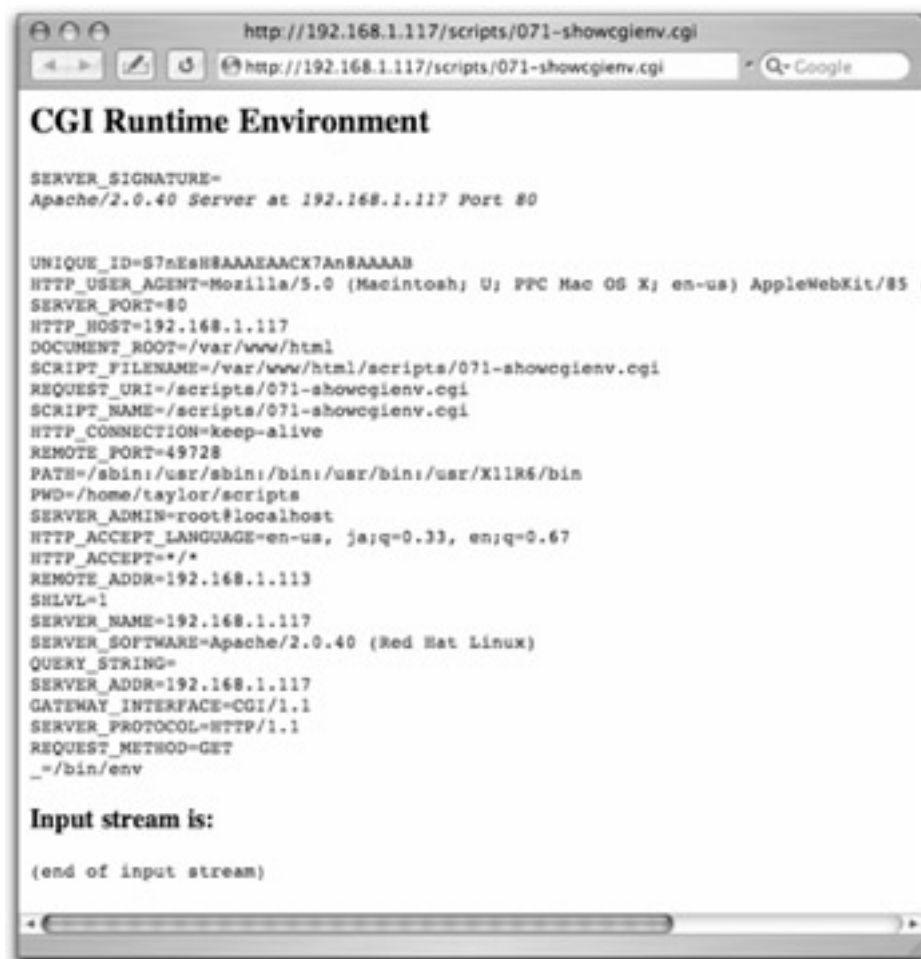 http://192.168.1.117/scripts/071-showcgienv.cgi
http://192.168.1.117/scripts/071-showcgienv.cgi Google
CGI Runtime Environment
SERVER_SIGNATURE=
Apache/2.0.40 Server at 192.168.1.117 Port 80
UNIQUE_ID=S7nEsH8AAAEAACX7An8AAAAB
HTTP_USER_AGENT=Mozilla/5.0 (Macintosh; U; PPC Mac OS X; en-us) AppleWebKit/85
SERVER_PORT=80
HTTP_HOST=192.168.1.117
DOCUMENT_ROOT=/var/www/html
SCRIPT_FILENAME=/var/www/html/scripts/071-showcgienv.cgi
REQUEST_URI=/scripts/071-showcgienv.cgi
SCRIPT_NAME=/scripts/071-showcgienv.cgi
HTTP_CONNECTION=keep-alive
REMOTE_PORT=49728
PATH=/sbin:/usr/sbin:/bin:/usr/bin:/usr/X11R6/bin
PWD=/home/taylor/scripts
SERVER_ADMIN=root@localhost
HTTP_ACCEPT_LANGUAGE=en-us, ja;q=0.33, en;q=0.67
HTTP_ACCEPT=*/*
REMOTE_ADDR=192.168.1.113
SHLVL=1
SERVER_NAME=192.168.1.117
SERVER_SOFTWARE=Apache/2.0.40 (Red Hat Linux)
QUERY_STRING=
SERVER_ADDR=192.168.1.117
GATEWAY_INTERFACE=CGI/1.1
SERVER_PROTOCOL=HTTP/1.1
REQUEST_METHOD=GET
_=/bin/env
Input stream is:
(end of input stream)